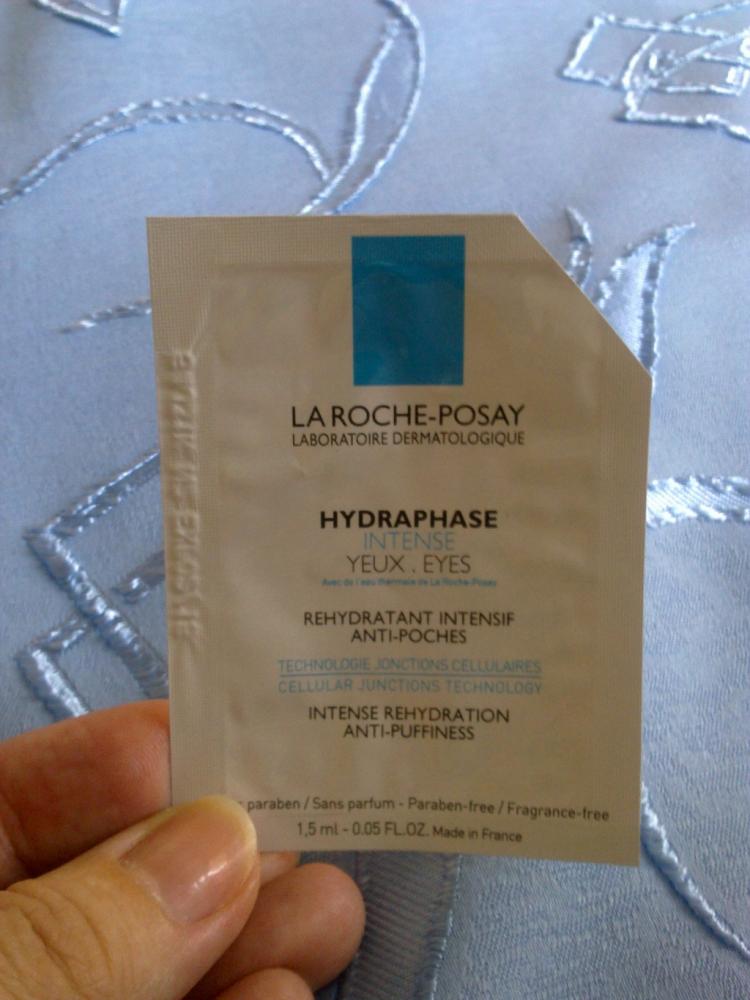 LA ROCHE-POSAY
LABORATOIRE DERMATOLOGIQUE
HYDRAPHASE
INTENSE
YEUX . EYES
Avec de l'eau thermale de La Roche-Posay
REHYDRATANT INTENSIF
ANTI-POCHES
TECHNOLOGIE JONCTIONS CELLULAIRES
CELLULAR JUNCTIONS TECHNOLOGY
INTENSE REHYDRATION
ANTI-PUFFINESS
paraben / Sans parfum - Paraben-free / Fragrance-free
1,5 ml - 0.05 FL.OZ. Made in France